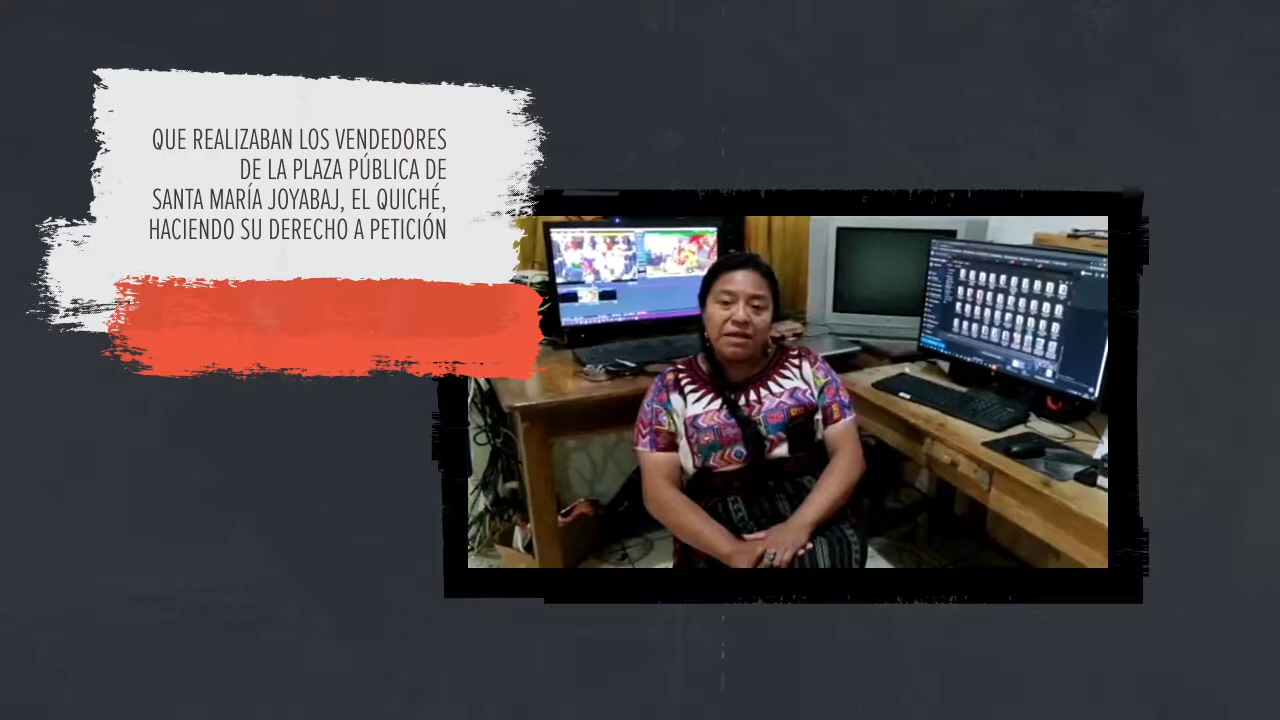 QUE REALIZABAN LOS VENDEDORES
DE LA PLAZA PÚBLICA DE
SANTA MARÍA JOYABAJ, EL QUICHÉ,
HACIENDO SU DERECHO A PETICIÓN